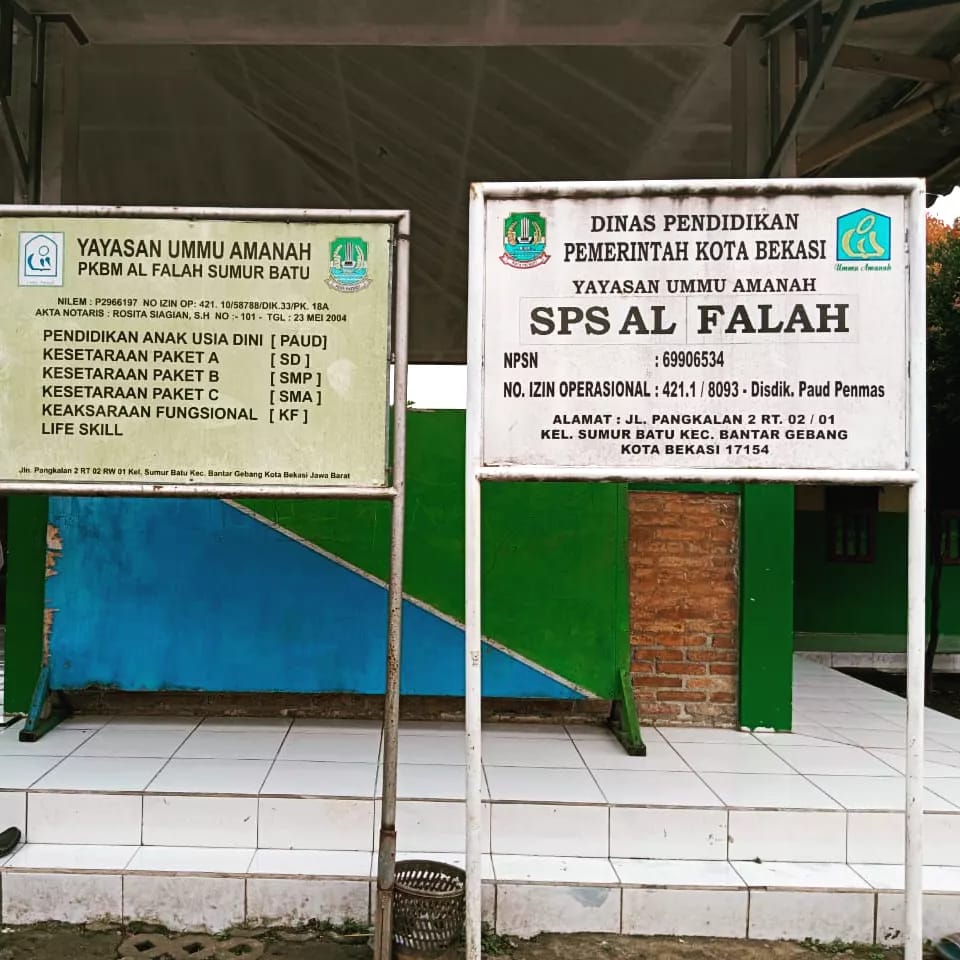 YAYASAN UMMU AMANAH
PKBM AL FALAH SUMUR BATU
NILEM : P2966197 NO IZIN OP: 421. 10/58788/DIK.33/PK. 18A
AKTA NOTARIS : ROSITA SIAGIAN, S.H NO :- 101 - TGL : 23 MEI 2004
PENDIDIKAN ANAK USIA DINI [ PAUD]
KESETARAAN PAKET A [ SD ]
KESETARAAN PAKET B [ SMP ]
KESETARAAN PAKET C [ SMA ]
KEAKSARAAN FUNGSIONAL [ KF ]
LIFE SKILL
Jln. Pangkalan 2 RT 02 RW 01 Kel. Sumur Batu Kec. Bantar Gebang Kota Bekasi Jawa Barat
DINAS PENDIDIKAN
PEMERINTAH KOTA BEKASI
Ummu Amanah
YAYASAN UMMU AMANAH
SPS AL FALAH
NPSN : 69906534
NO. IZIN OPERASIONAL : 421.1 / 8093 - Disdik. Paud Penmas
ALAMAT : JL. PANGKALAN 2 RT. 02 / 01
KEL. SUMUR BATU KEC. BANTAR GEBANG
KOTA BEKASI 17154